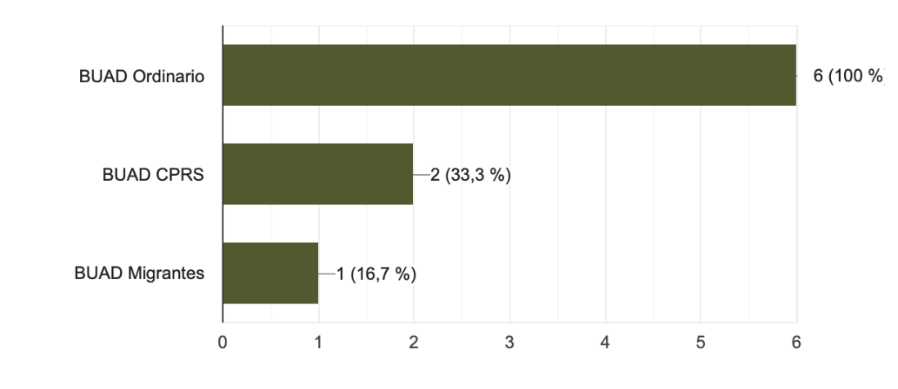 BUAD Ordinario
6 (100 %)
BUAD CPRS
2 (33,3 %)
BUAD Migrantes
1 (16,7 %)
0 1 2 3 4 5 6